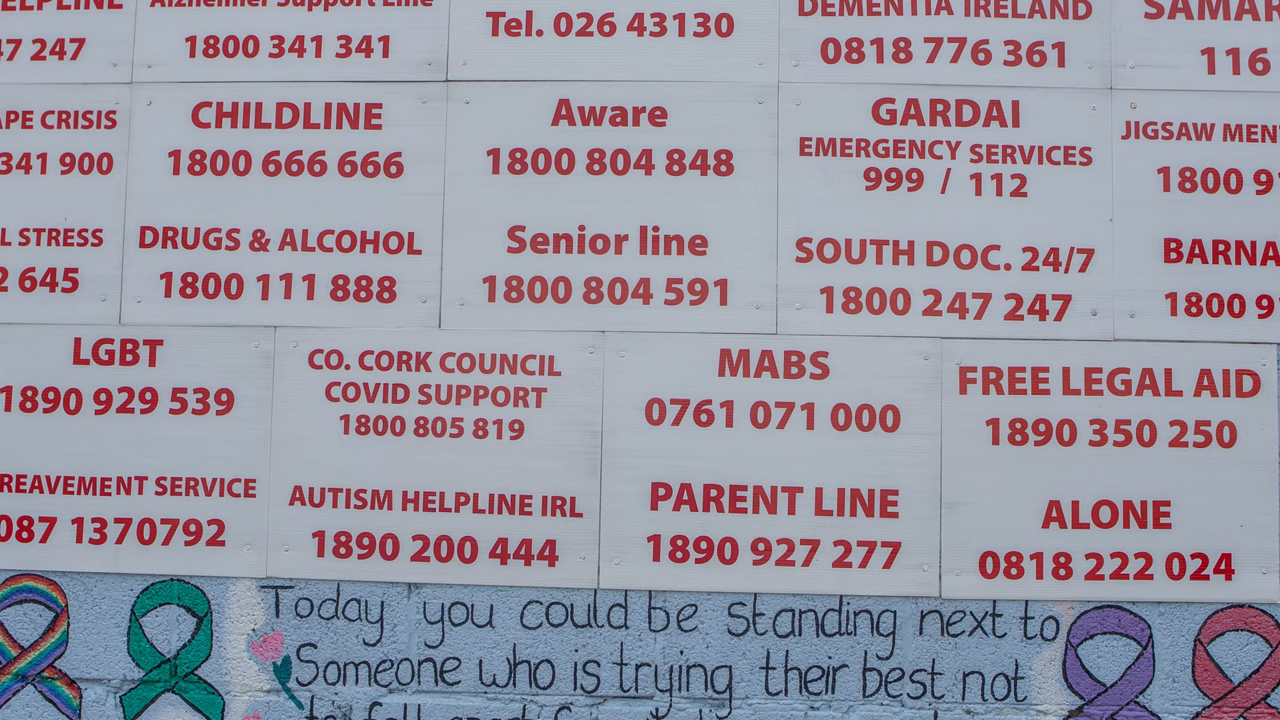 HELPLINE
47 247
Alzheimer Support Line
1800 341 341
Tel. 026 43130
DEMENTIA IRELAND
0818 776 361
SAMAR
116
APE CRISIS
341 900
L STRESS
2 645
CHILDLINE
1800 666 666
DRUGS & ALCOHOL
1800 111 888
Aware
1800 804 848
Senior line
1800 804 591
GARDAI
EMERGENCY SERVICES
999 / 112
SOUTH DOC. 24/7
1800 247 247
JIGSAW MEN
1800 9
BARNA
1800 9
LGBT
1890 929 539
REAVEMENT SERVICE
087 1370792
CO. CORK COUNCIL
COVID SUPPORT
1800 805 819
AUTISM HELPLINE IRL
1890 200 444
MABS
0761 071 000
PARENT LINE
1890 927 277
FREE LEGAL AID
1890 350 250
ALONE
0818 222 024
Today you could be standing next to
Someone who is trying their best not